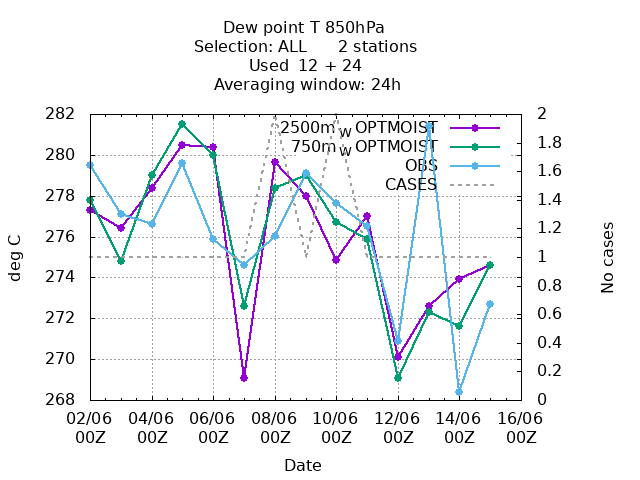 Dew point T 850hPa
Selection: ALL 2 stations
Used 12 + 24
Averaging window: 24h
282 2
2500m W OPTMOIST
750m W OPTMOIST
OBS
CASES
280
278
276
274
272
270
268
1.8
1.6
1.4
1.2
1
0.8
0.6
0.4
0.2
0
deg C
No cases
02/06 04/06 06/06 08/06 10/06 12/06 14/06 16/06
00Z 00Z 00Z 00Z 00Z 00Z 00Z 00Z
Date